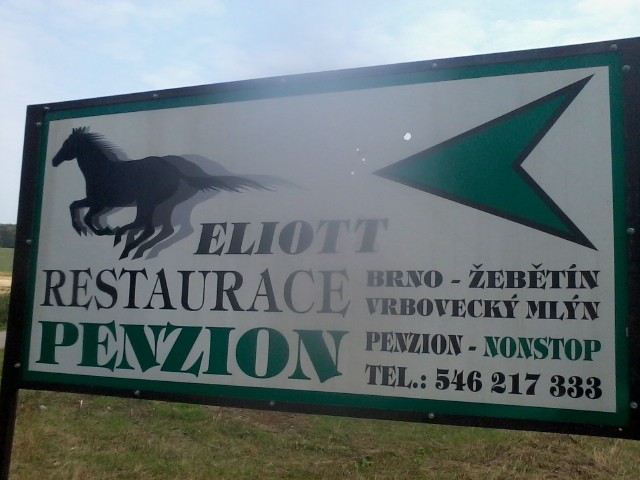 ELIOTT
RESTAURACE
PENZION
BRNO - ŽEBĚTÍN
VRBOVECKÝ MLÝN
PENZION - NONSTOP
TEL.: 546 217 333